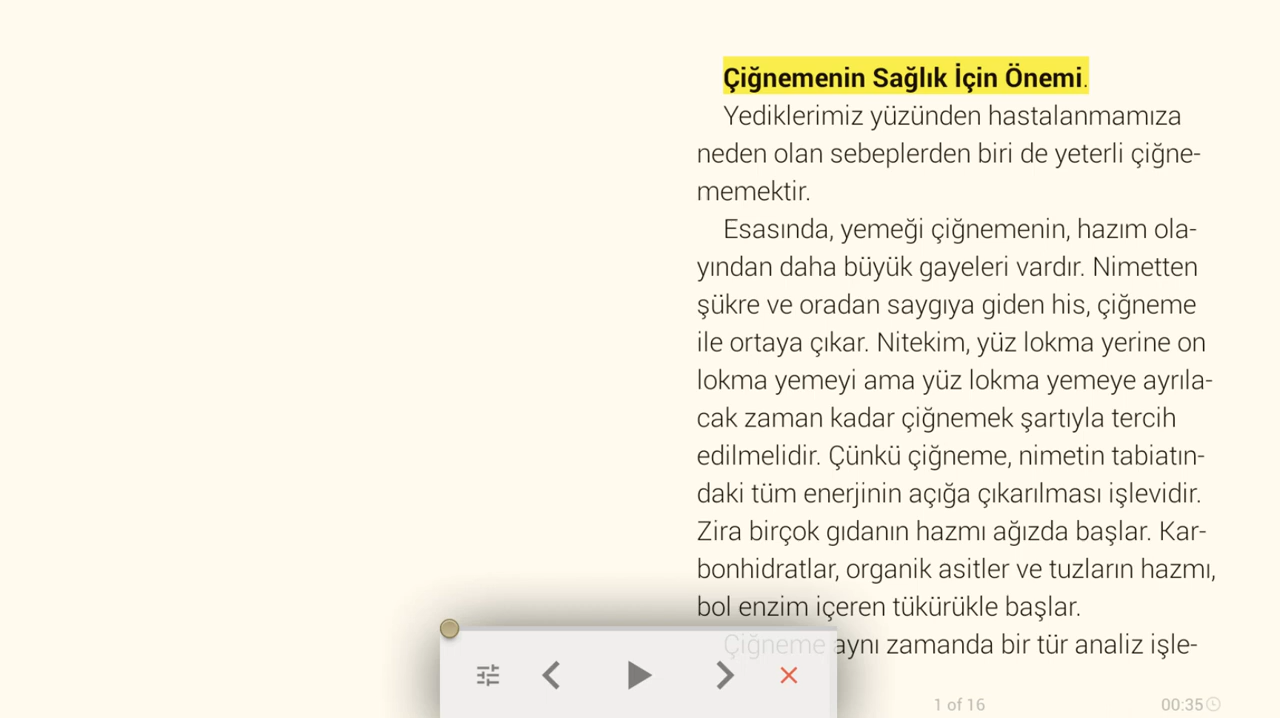 Çiğnemenin Sağlık İçin Önemi.
Yediklerimiz yüzünden hastalanmamıza
neden olan sebeplerden biri de yeterli çiğne-
memektir.
Esasında, yemeği çiğnemenin, hazım ola-
yından daha büyük gayeleri vardır. Nimetten
şükre ve oradan saygıya giden his, çiğneme
ile ortaya çıkar. Nitekim, yüz lokma yerine on
lokma yemeyi ama yüz lokma yemeye ayrıla-
cak zaman kadar çiğnemek şartıyla tercih
edilmelidir. Çünkü çiğneme, nimetin tabiatın-
daki tüm enerjinin açığa çıkarılması işlevidir.
Zira birçok gıdanın hazmı ağızda başlar. Kar-
bonhidratlar, organik asitler ve tuzların hazmı,
bol enzim içeren tükürükle başlar.
Çiğneme aynı zamanda bir tür analiz işle-
1 of 16
00:35